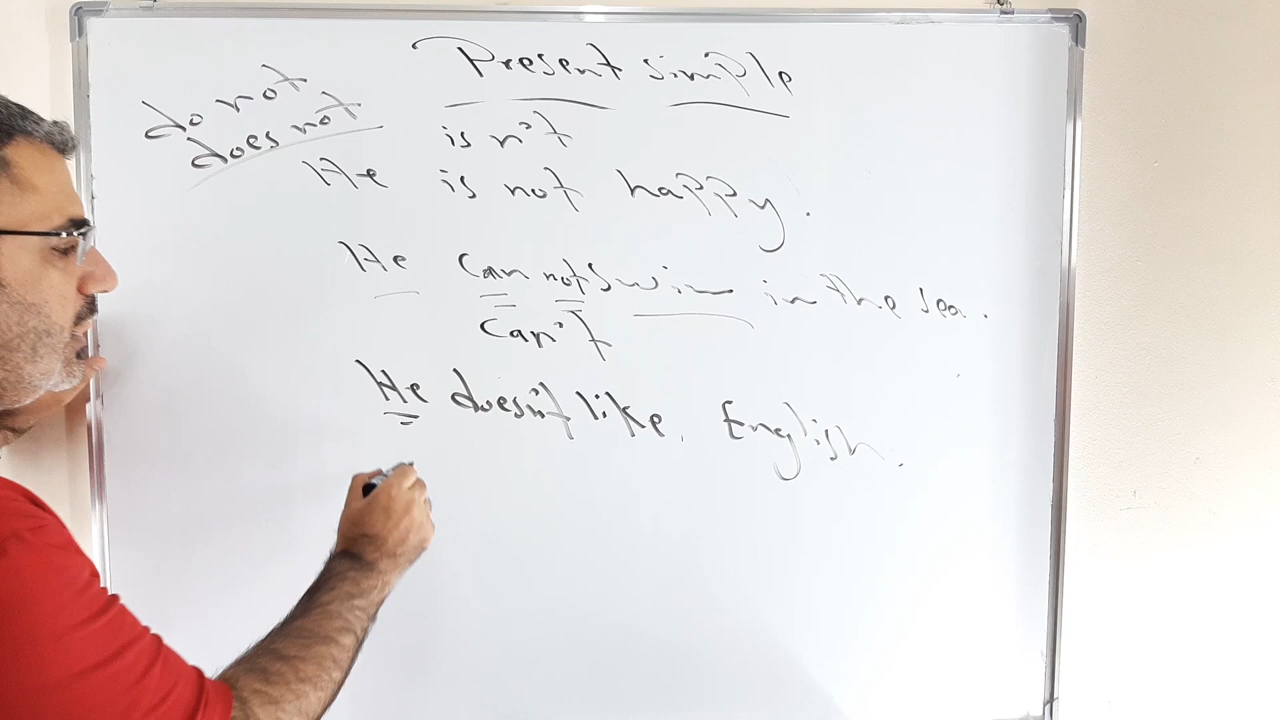 Present simple
do not
does not
is n't
He is not happy.
He can not swim in the sea.
can't
He doesn't like English.